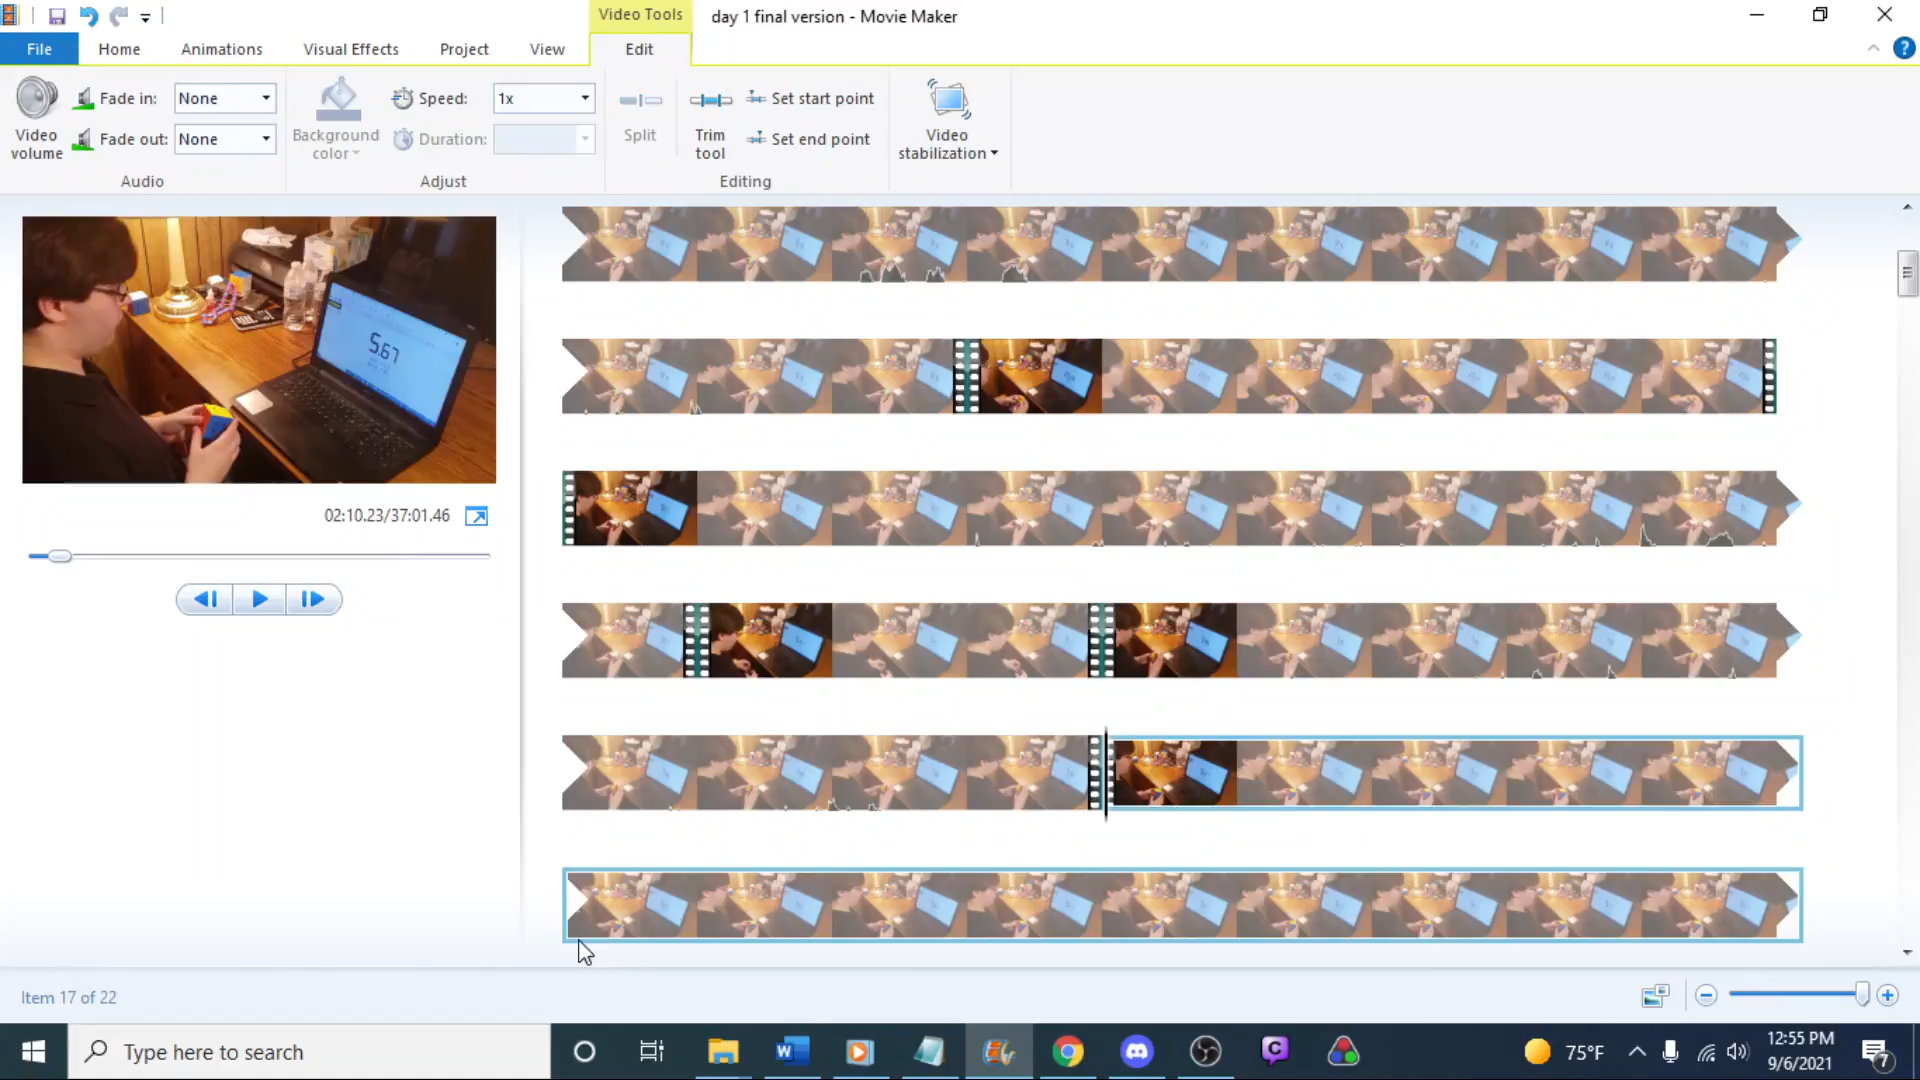 Video Tools
day 1 final version - Movie Maker
File
Home
Animations
Visual Effects
Project
View
Edit
Video volume
Fade in:
None
Fade out:
None
Audio
Background color
Speed:
1x
Duration:
Adjust
Split
Trim tool
Set start point
Set end point
Editing
Video stabilization
5.67
02:10.23/37:01.46
Item 17 of 22
Type here to search
75°F
12:55 PM
9/6/2021
7